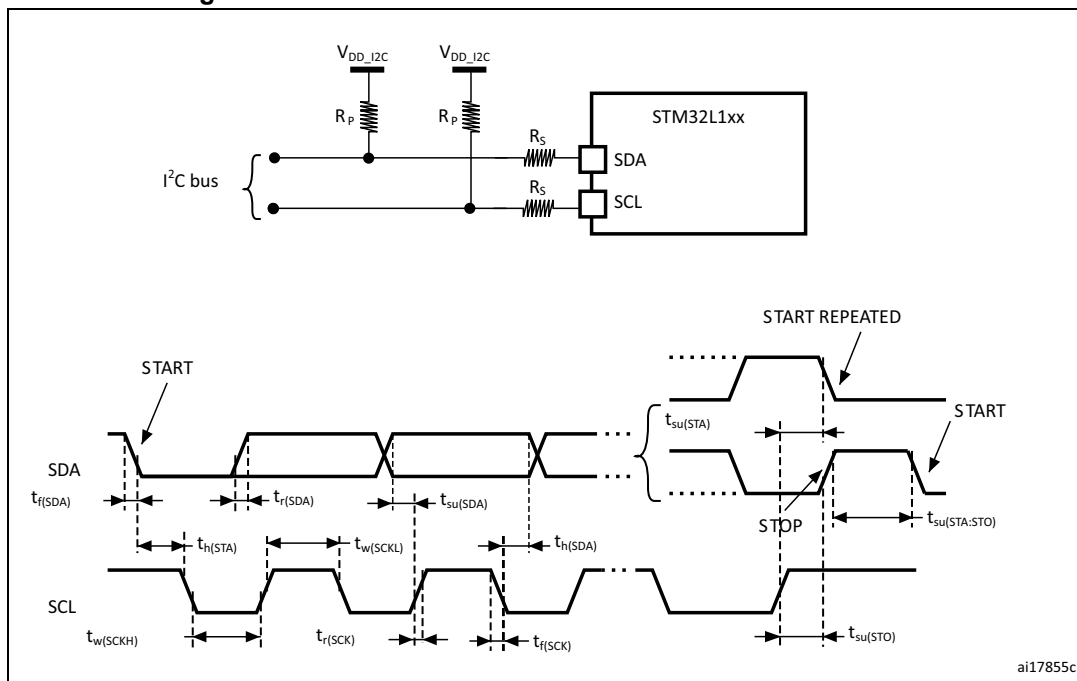 V_DD_I2C V_DD_I2C
R_P R_P
STM32L1xx
R_S
SDA
I²C bus
R_S
SCL
START REPEATED
START
START
t_su(STA)
SDA
t_f(SDA)
t_r(SDA)
t_su(SDA)
STOP
t_su(STA:STO)
t_h(STA)
t_w(SCKL)
t_h(SDA)
SCL
t_w(SCKH)
t_r(SCK)
t_f(SCK)
t_su(STO)
ai17855c